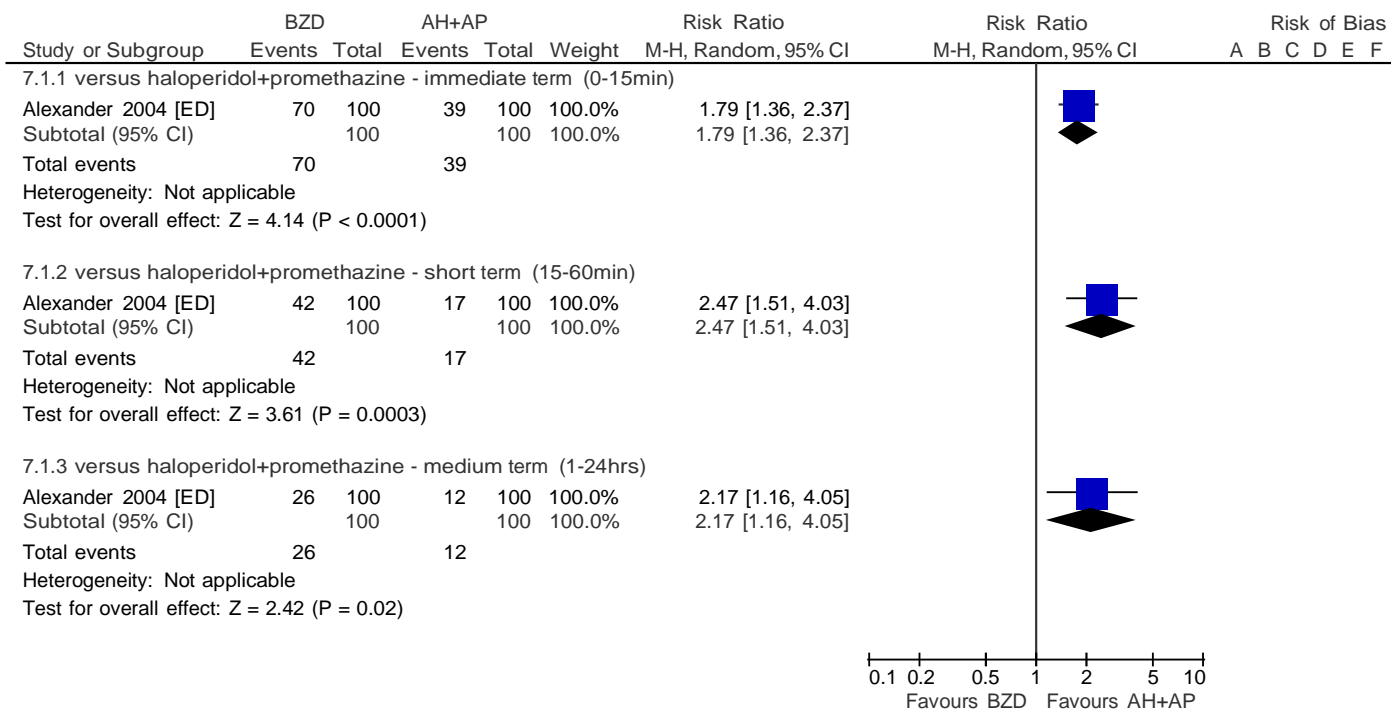 BZD AH+AP Risk Ratio Risk Ratio Risk of Bias
Study or Subgroup Events Total Events Total Weight M-H, Random, 95% CI M-H, Random, 95% CI A B C D E F
7.1.1 versus haloperidol+promethazine - immediate term (0-15min)
Alexander 2004 [ED] 70 100 39 100 100.0% 1.79 [1.36, 2.37]
Subtotal (95% CI) 100 100 100.0% 1.79 [1.36, 2.37]
Total events 70 39
Heterogeneity: Not applicable
Test for overall effect: Z = 4.14 (P < 0.0001)
7.1.2 versus haloperidol+promethazine - short term (15-60min)
Alexander 2004 [ED] 42 100 17 100 100.0% 2.47 [1.51, 4.03]
Subtotal (95% CI) 100 100 100.0% 2.47 [1.51, 4.03]
Total events 42 17
Heterogeneity: Not applicable
Test for overall effect: Z = 3.61 (P = 0.0003)
7.1.3 versus haloperidol+promethazine - medium term (1-24hrs)
Alexander 2004 [ED] 26 100 12 100 100.0% 2.17 [1.16, 4.05]
Subtotal (95% CI) 100 100 100.0% 2.17 [1.16, 4.05]
Total events 26 12
Heterogeneity: Not applicable
Test for overall effect: Z = 2.42 (P = 0.02)
0.1 0.2 0.5 1 2 5 10
Favours BZD Favours AH+AP